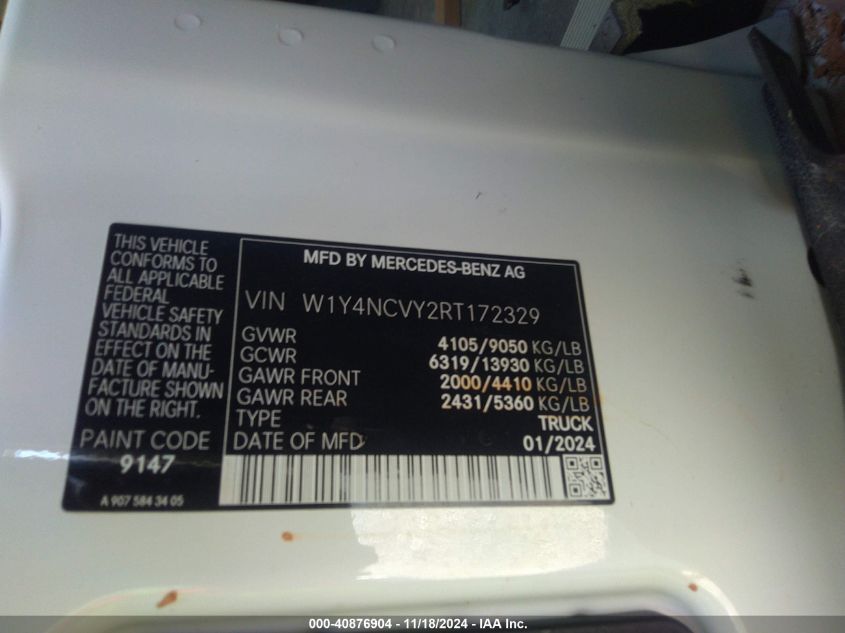 THIS VEHICLE
CONFORMS TO
ALL APPLICABLE
FEDERAL
VEHICLE SAFETY
STANDARDS IN
EFFECT ON THE
DATE OF MANU-
FACTURE SHOWN
ON THE RIGHT.
PAINT CODE
9147
A 907 584 34 05
MFD BY MERCEDES-BENZ AG
VIN W1Y4NCVY2RT172329
GVWR 4105/9050 KG/LB
GCWR 6319/13930 KG/LB
GAWR FRONT 2000/4410 KG/LB
GAWR REAR 2431/5360 KG/LB
TYPE TRUCK
DATE OF MFD 01/2024
000-40876904 - 11/18/2024 - IAA Inc.